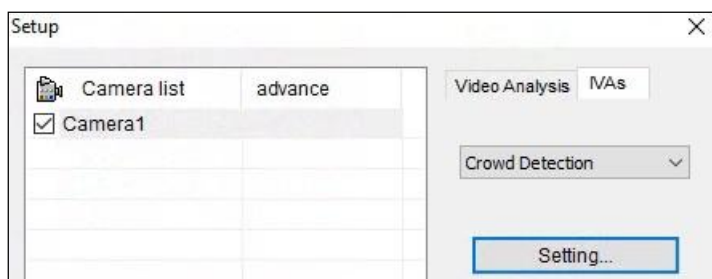 Setup
Camera list advance
Camera1
Video Analysis IVAs
Crowd Detection
Setting...